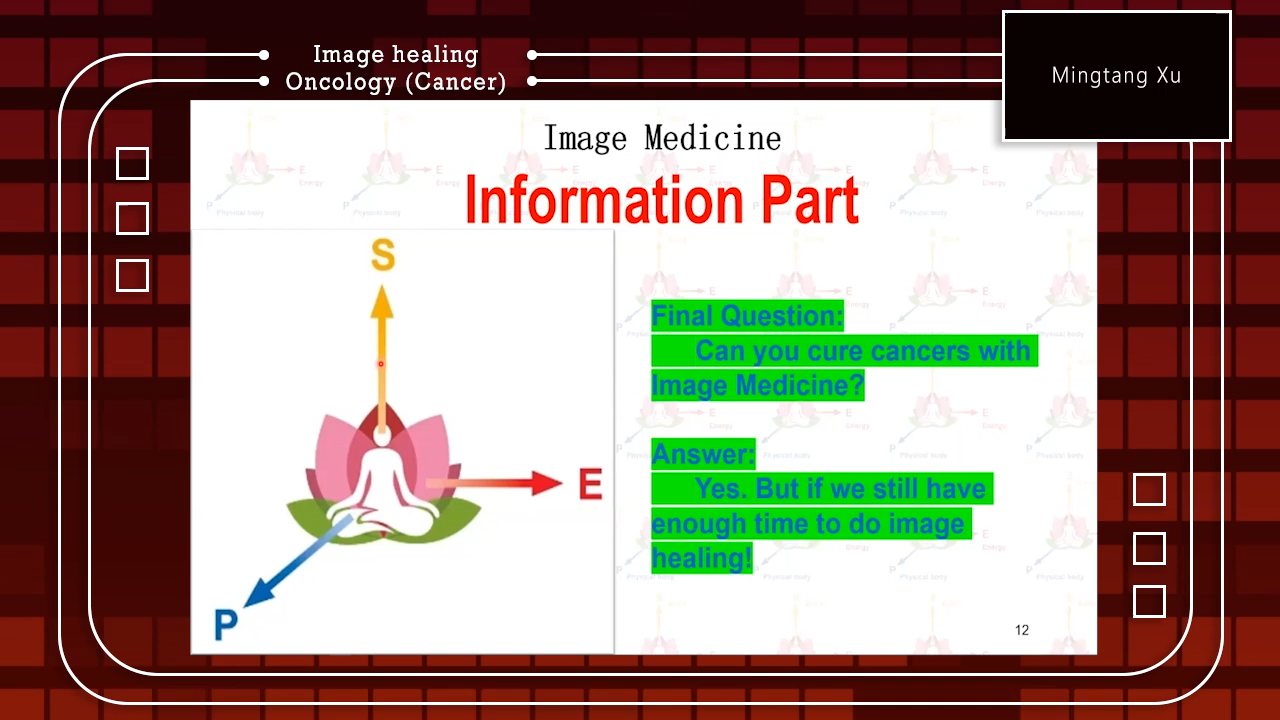 Image healing
Oncology (Cancer)
Mingtang Xu
Image Medicine
Information Part
S
E
P
Final Question:
Can you cure cancers with
Image Medicine?
Answer:
Yes. But if we still have
enough time to do image
healing!
12